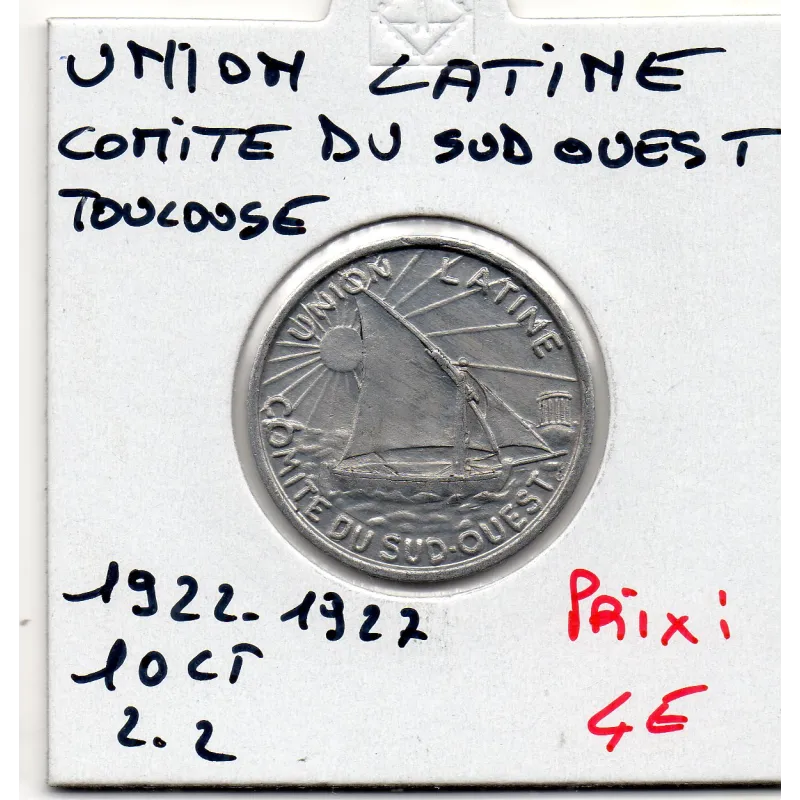 UNION LATINE
COMITE DU SUD OUEST
TOULOUSE
UNION LATINE
COMITÉ DU SUD-OUEST
1922-1927
10 CT
2.2
PRIX:
4E